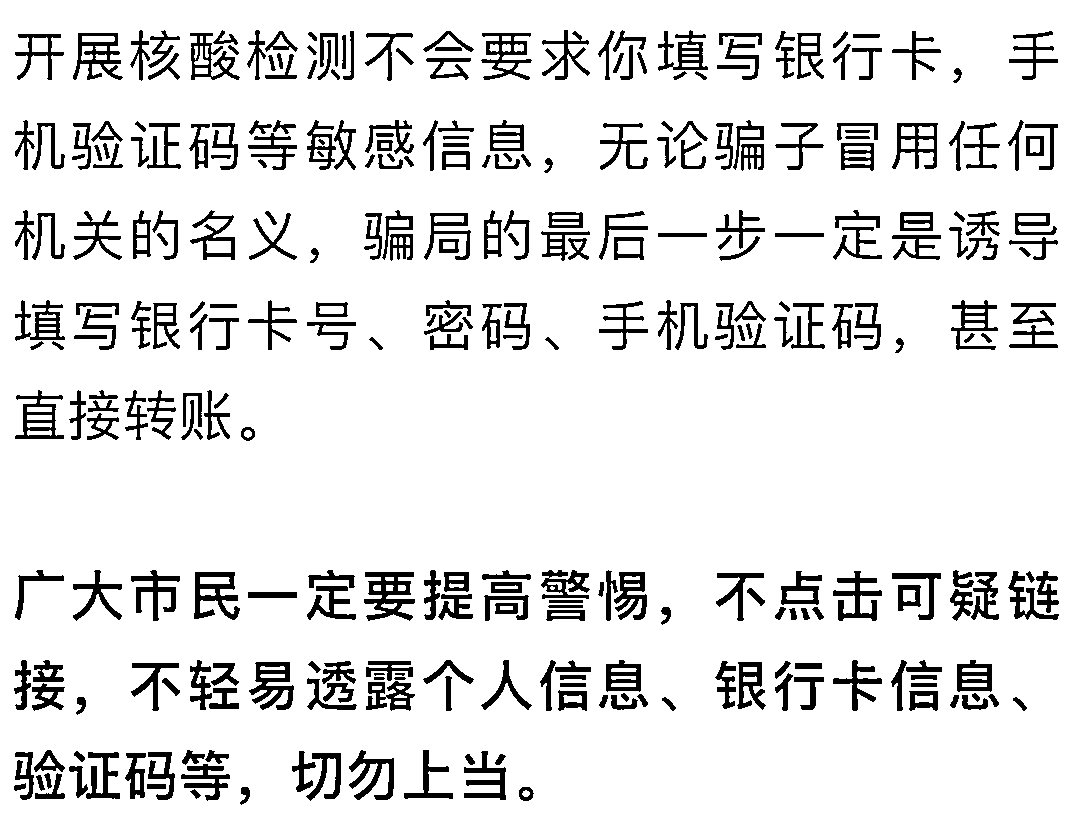 开展核酸检测不会要求你填写银行卡，手
机验证码等敏感信息，无论骗子冒用任何
机关的名义，骗局的最后一步一定是诱导
填写银行卡号、密码、手机验证码，甚至
直接转账。
广大市民一定要提高警惕，不点击可疑链
接，不轻易透露个人信息、银行卡信息、
验证码等，切勿上当。